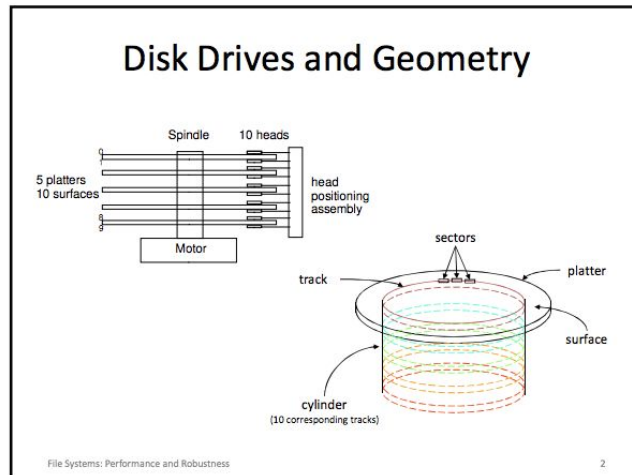 Disk Drives and Geometry
Spindle
10 heads
0
1
5 platters
10 surfaces
8
9
head
positioning
assembly
Motor
sectors
track
platter
surface
cylinder
(10 corresponding tracks)
File Systems: Performance and Robustness
2